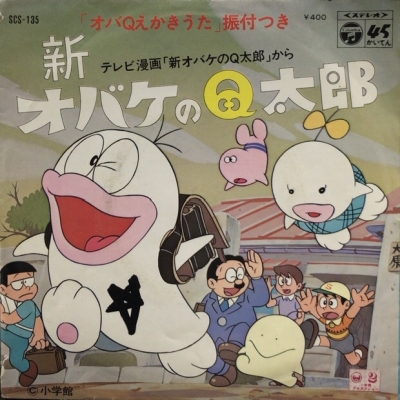 「オバQえかきうた」振付つき
SCS-135
¥400
<ステレオ>
45
かいてん
テレビ漫画「新オバケのQ太郎」から
新
オバケのQ太郎
大
©小学館